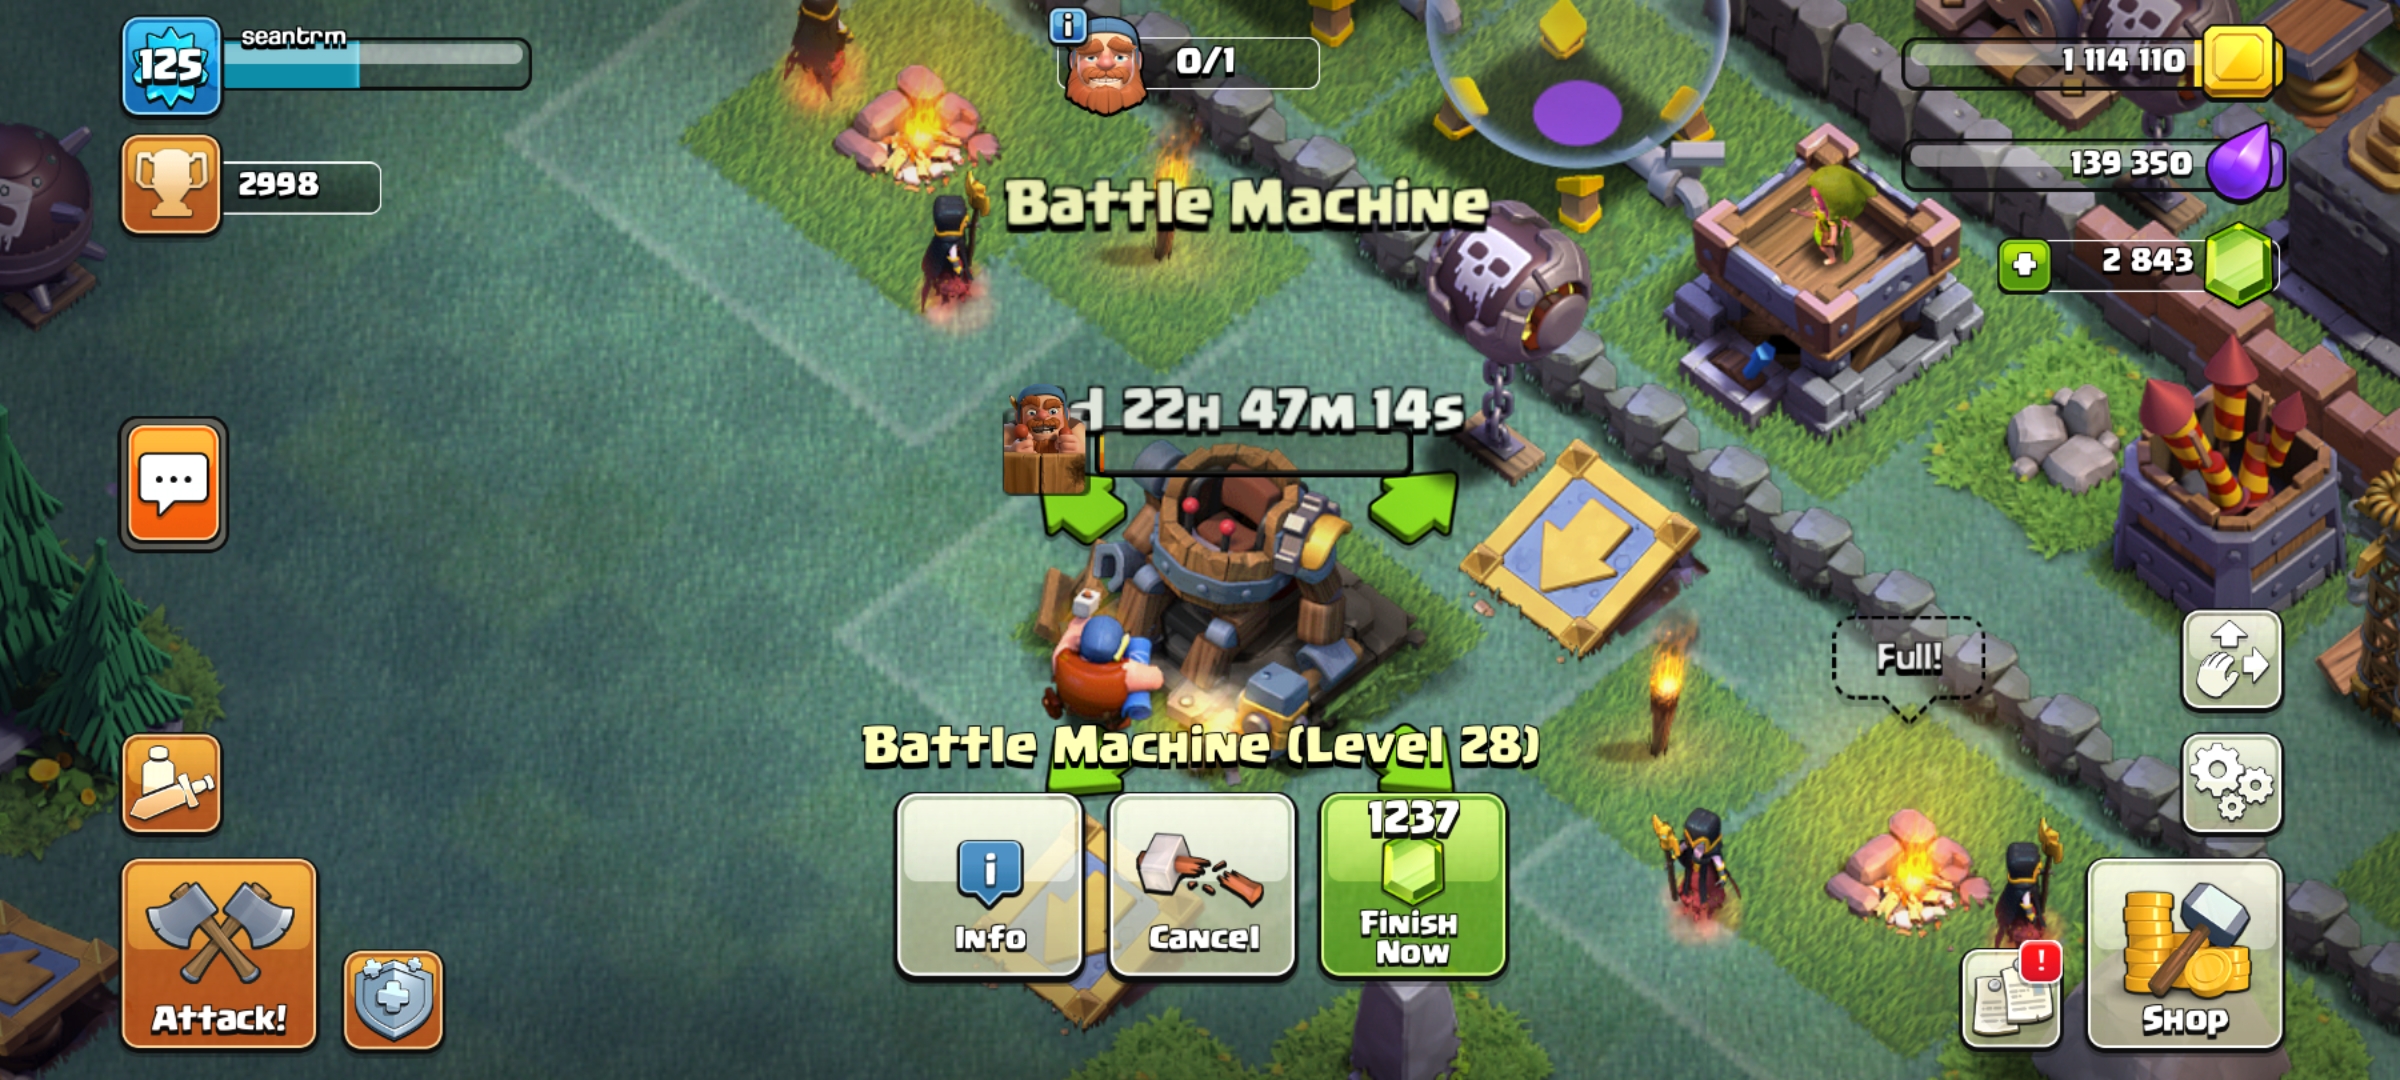 125
seantrm
0/1
1 114 110
2998
139 350
2 843
Battle Machine
d 22H 47M 14s
Full!
Battle Machine (Level 28)
1237
Info
Cancel
Finish
Now
Attack!
!
Shop